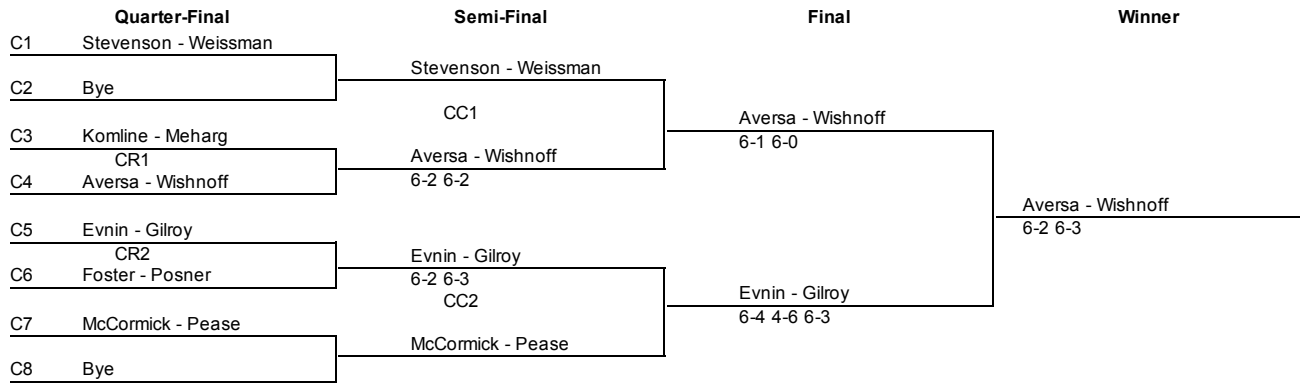 Quarter-Final Semi-Final Final Winner
C1 Stevenson - Weissman
Stevenson - Weissman
C2 Bye
CC1
Aversa - Wishnoff
C3 Komline - Meharg
6-1 6-0
CR1
Aversa - Wishnoff
C4 Aversa - Wishnoff
6-2 6-2
Aversa - Wishnoff
C5 Evnin - Gilroy
6-2 6-3
CR2
Evnin - Gilroy
C6 Foster - Posner
6-2 6-3
Evnin - Gilroy
CC2
6-4 4-6 6-3
C7 McCormick - Pease
McCormick - Pease
C8 Bye